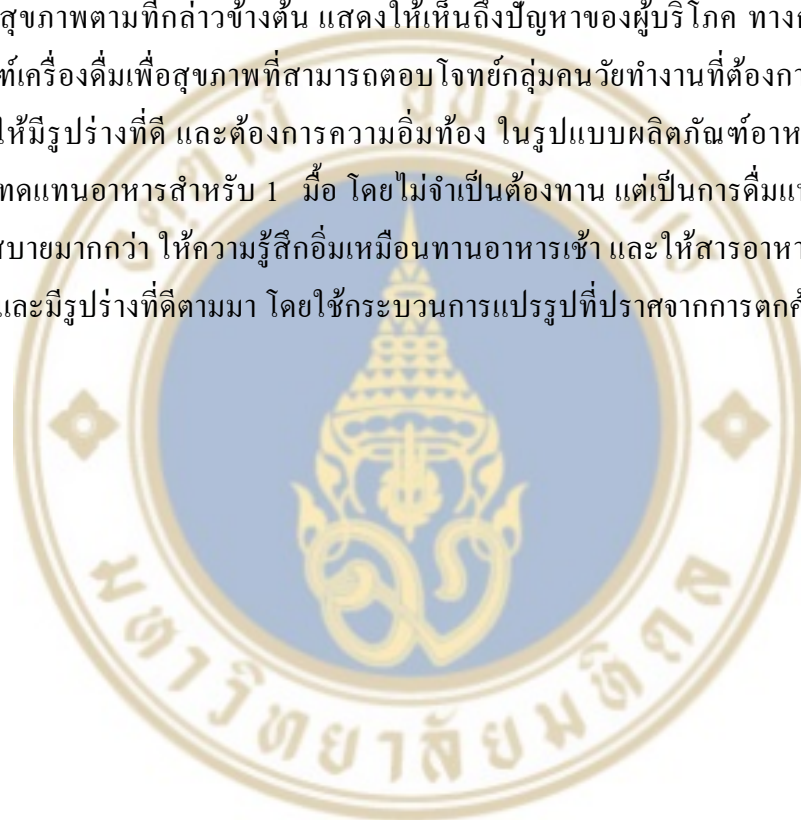 สุขภาพตามที่กล่าวข้างต้น แสดงให้เห็นถึงปัญหาของผู้บริโภค ทาง
ฑ์เครื่องดื่มเพื่อสุขภาพที่สามารถตอบโจทย์กลุ่มคนวัยทำงานที่ต้องกา
ให้มีรูปร่างที่ดี และต้องการความอิ่มท้อง ในรูปแบบผลิตภัณฑ์อาห
ทดแทนอาหารสำหรับ 1 มื้อ โดยไม่จำเป็นต้องทาน แต่เป็นการดื่มแ
บายมากกว่า ให้ความรู้สึกอิ่มเหมือนทานอาหารเช้า และให้สารอาหา
และมีรูปร่างที่ดีตามมา โดยใช้กระบวนการแปรรูปที่ปราศจากการตกค
มหาวิทยาลัยมหิดล